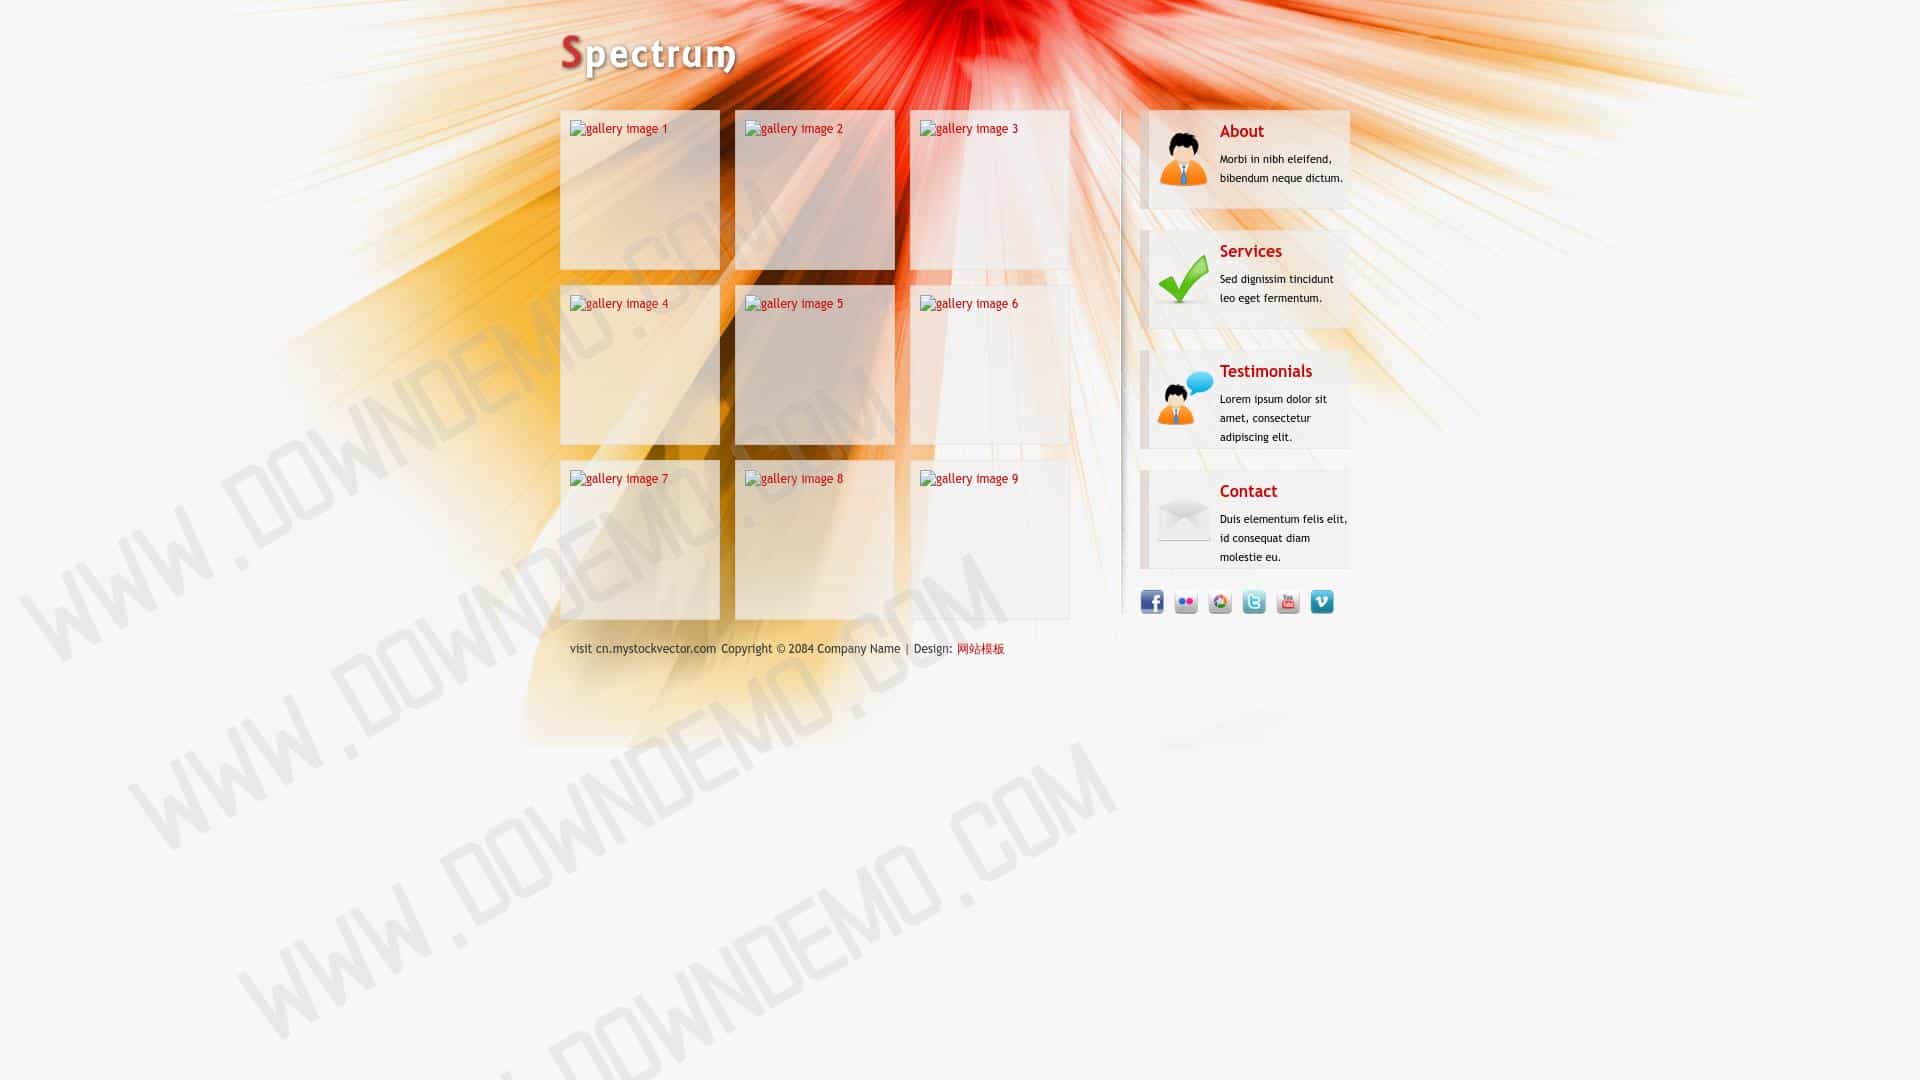 Spectrum
gallery image 1
gallery image 2
gallery image 3
gallery image 4
gallery image 5
gallery image 6
gallery image 7
gallery image 8
gallery image 9
About
Morbi in nibh eleifend,
bibendum neque dictum.
Services
Sed dignissim tincidunt
leo eget fermentum.
Testimonials
Lorem ipsum dolor sit
amet, consectetur
adipiscing elit.
Contact
Duis elementum felis elit,
id consequat diam
molestie eu.
You
Tube
visit cn.mystockvector.com Copyright © 2084 Company Name | Design: 网站模板
WWW.DOWNDEMO.COM
WWW.DOWNDEMO.COM
WWW.DOWNDEMO.COM
.DOWNDEMO.COM